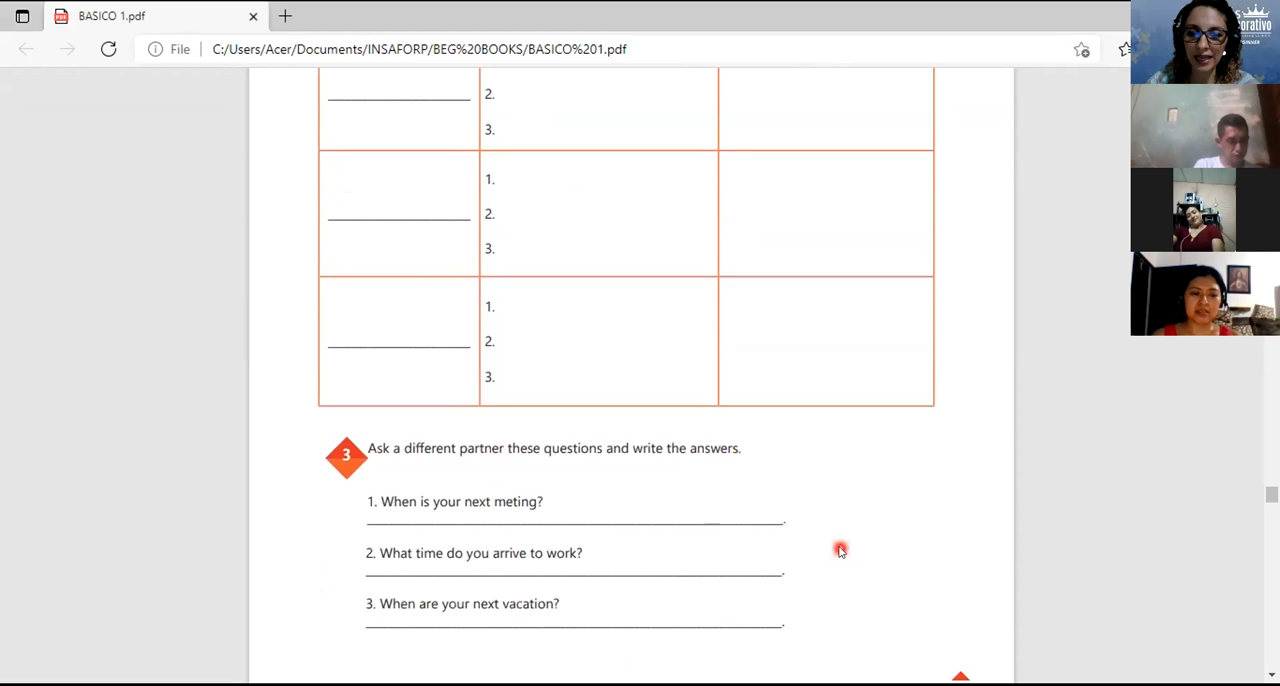 BASICO 1.pdf
File C:/Users/Acer/Documents/INSAFORP/BEG%20BOOKS/BASICO%201.pdf
2.
3.
1.
2.
3.
1.
2.
3.
3 Ask a different partner these questions and write the answers.
1. When is your next meting?
2. What time do you arrive to work?
3. When are your next vacation?